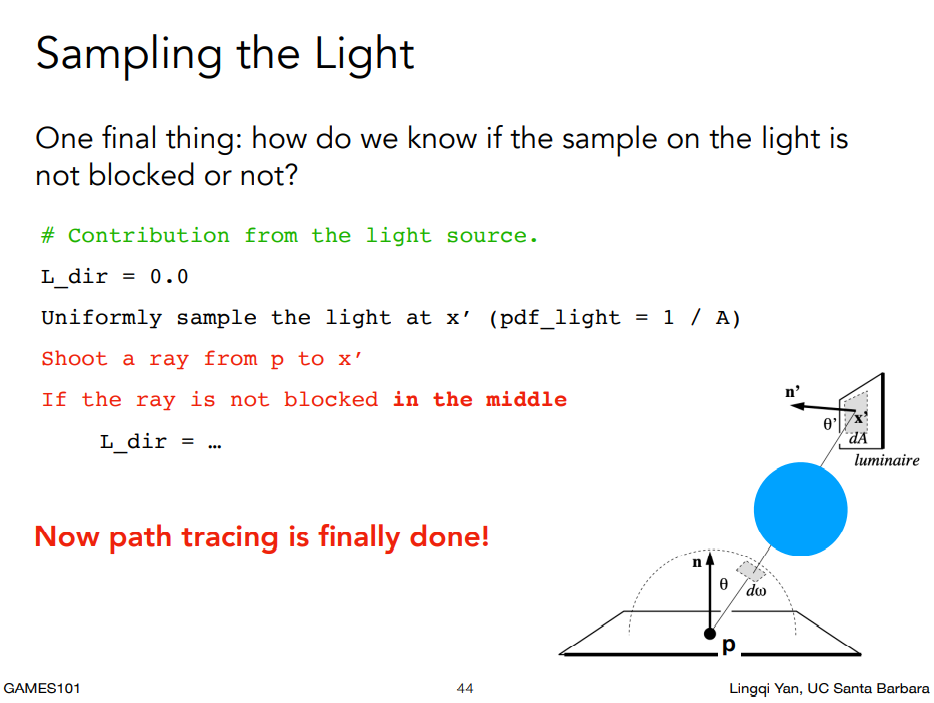 Sampling the Light
One final thing: how do we know if the sample on the light is
not blocked or not?
# Contribution from the light source.
L_dir = 0.0
Uniformly sample the light at x’ (pdf_light = 1 / A)
Shoot a ray from p to x’
If the ray is not blocked in the middle
L_dir = …
n’
θ’
x’
dA
luminaire
Now path tracing is finally done!
n
θ
dω
p
GAMES101
44
Lingqi Yan, UC Santa Barbara